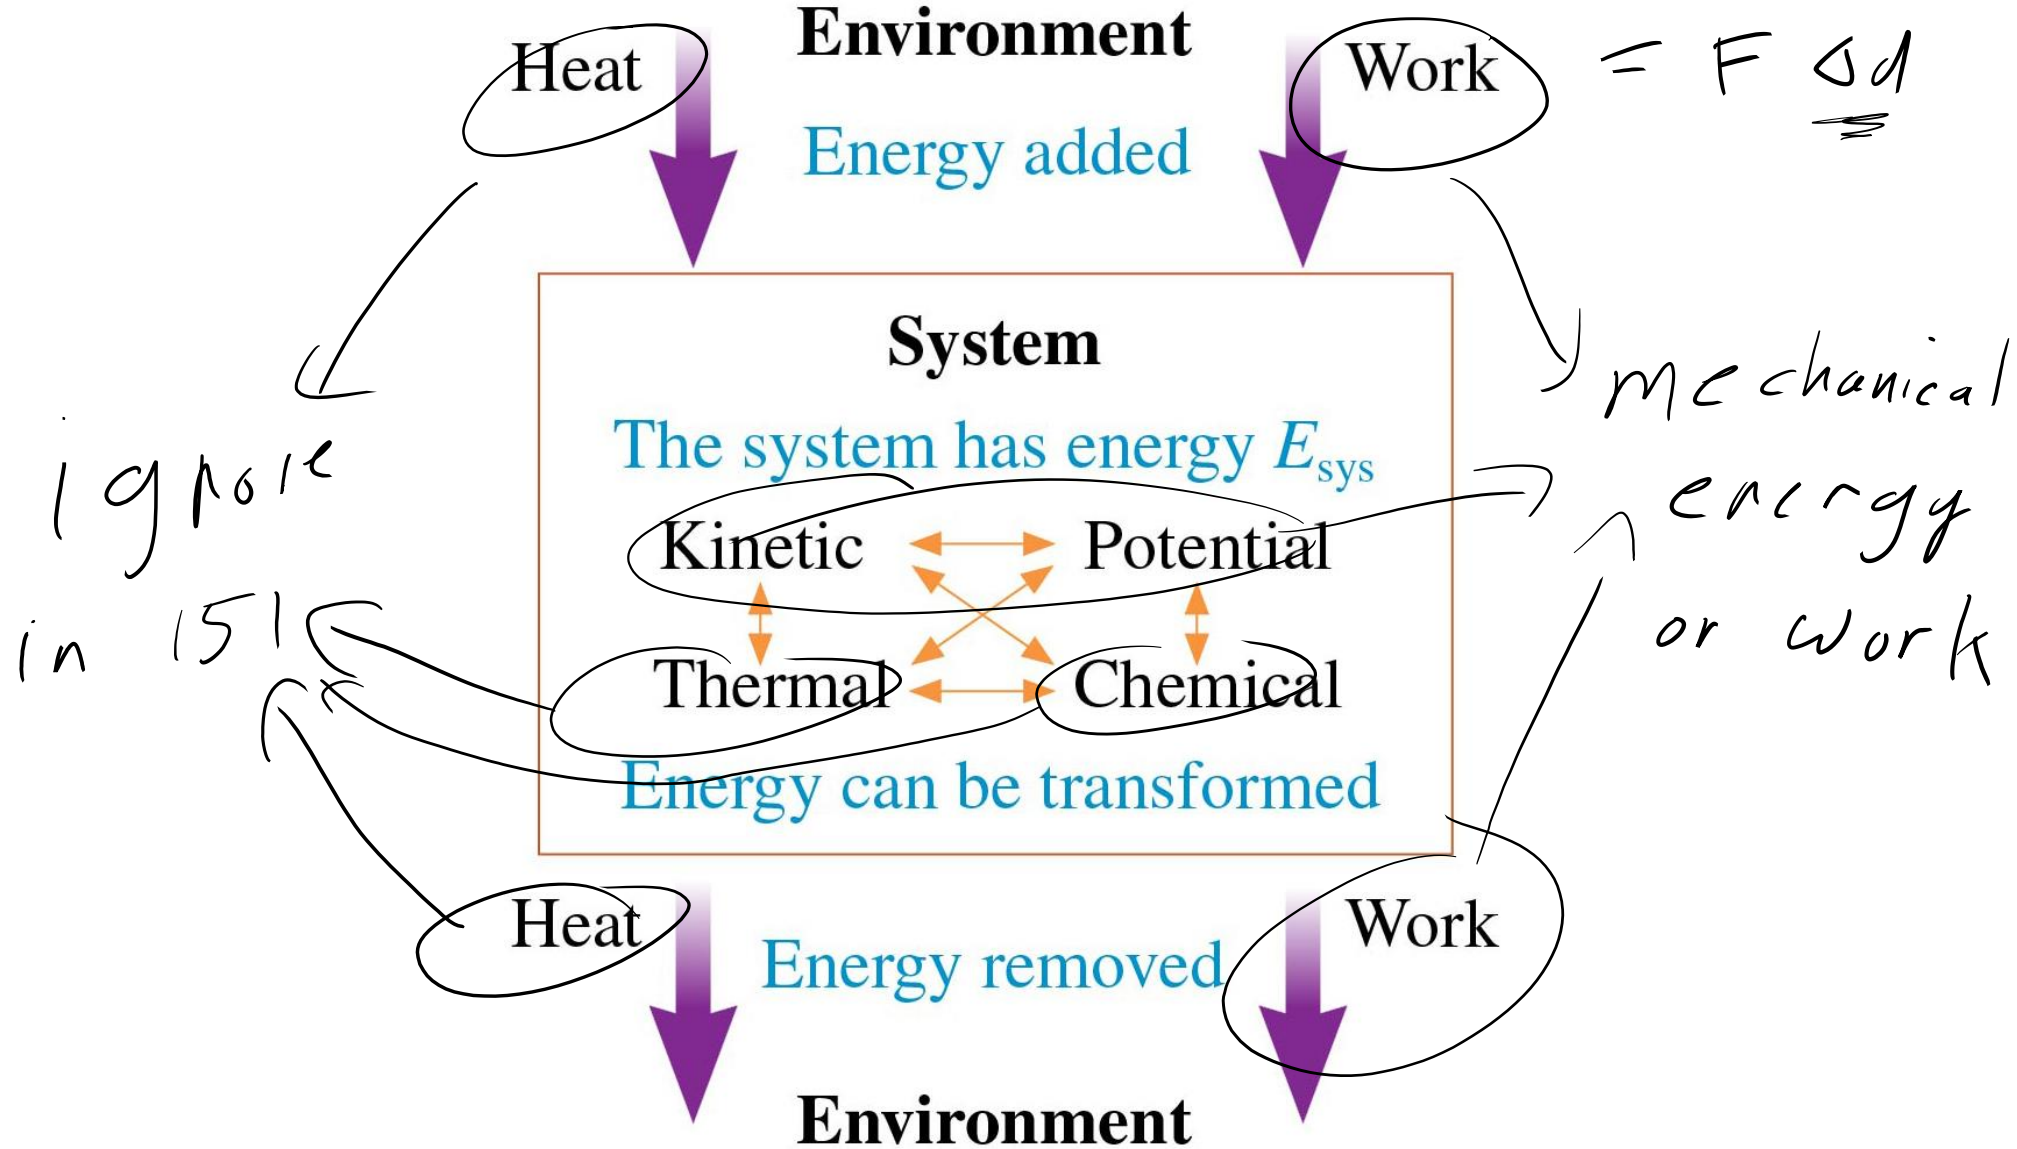 Environment
Heat
Work = F Δd
Energy added
System
The system has energy Esys
Kinetic
Potential
Thermal
Chemical
Energy can be transformed
ignore
in 151
mechanical
energy
or work
Heat
Work
Energy removed
Environment